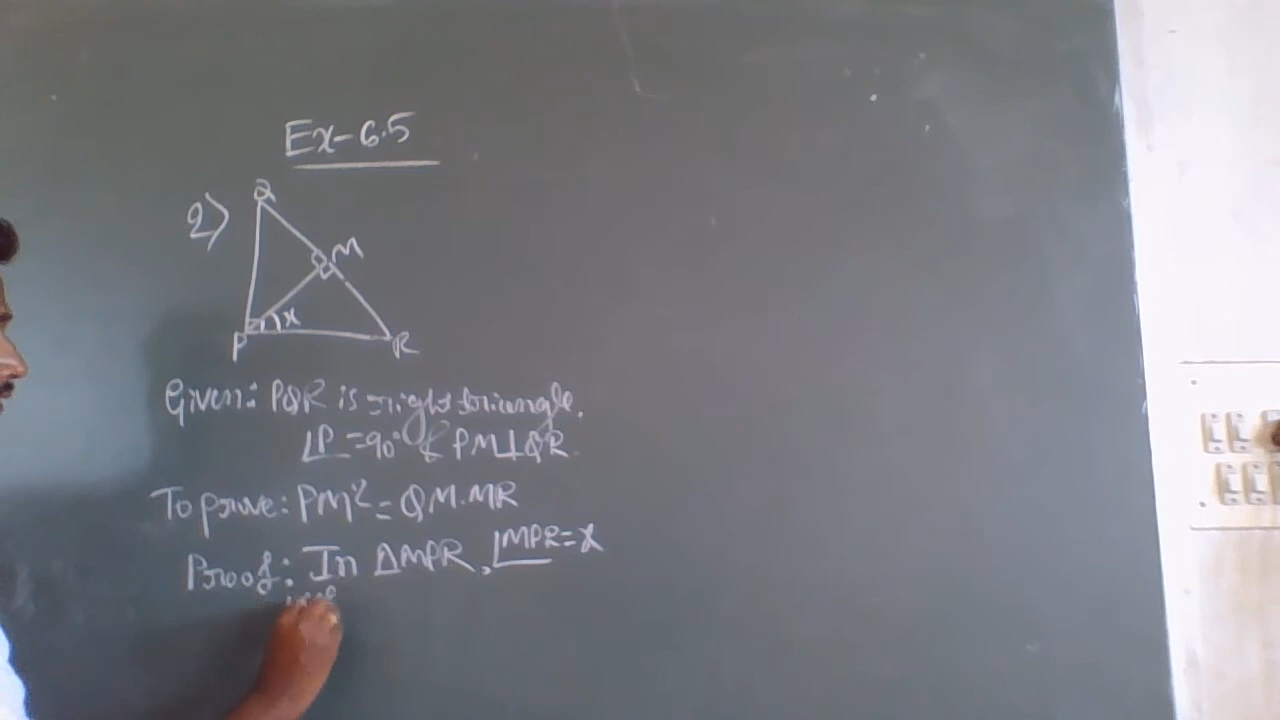 Ex-6.5
2)
Q
M
x
P
R
Given: PQR is right triangle.
∠P = 90° & PM⊥QR.
To prove: PM² = QM.MR
Proof: In ΔMPR, ∠MPR = x